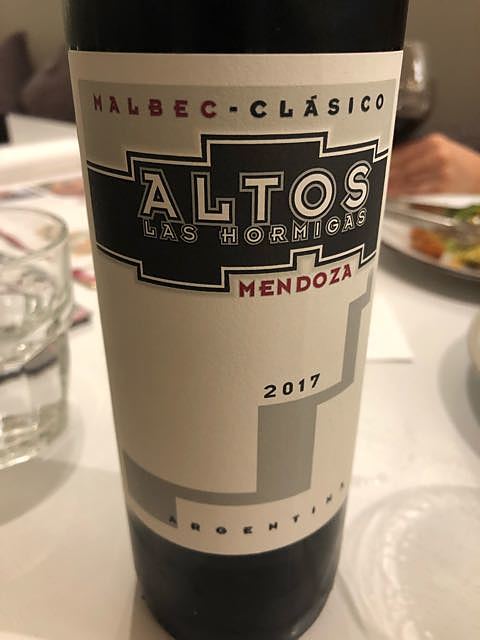 MALBEC-CLÁSICO
ALTOS
LAS HORMIGAS
MENDOZA
2017
ARGENTINA